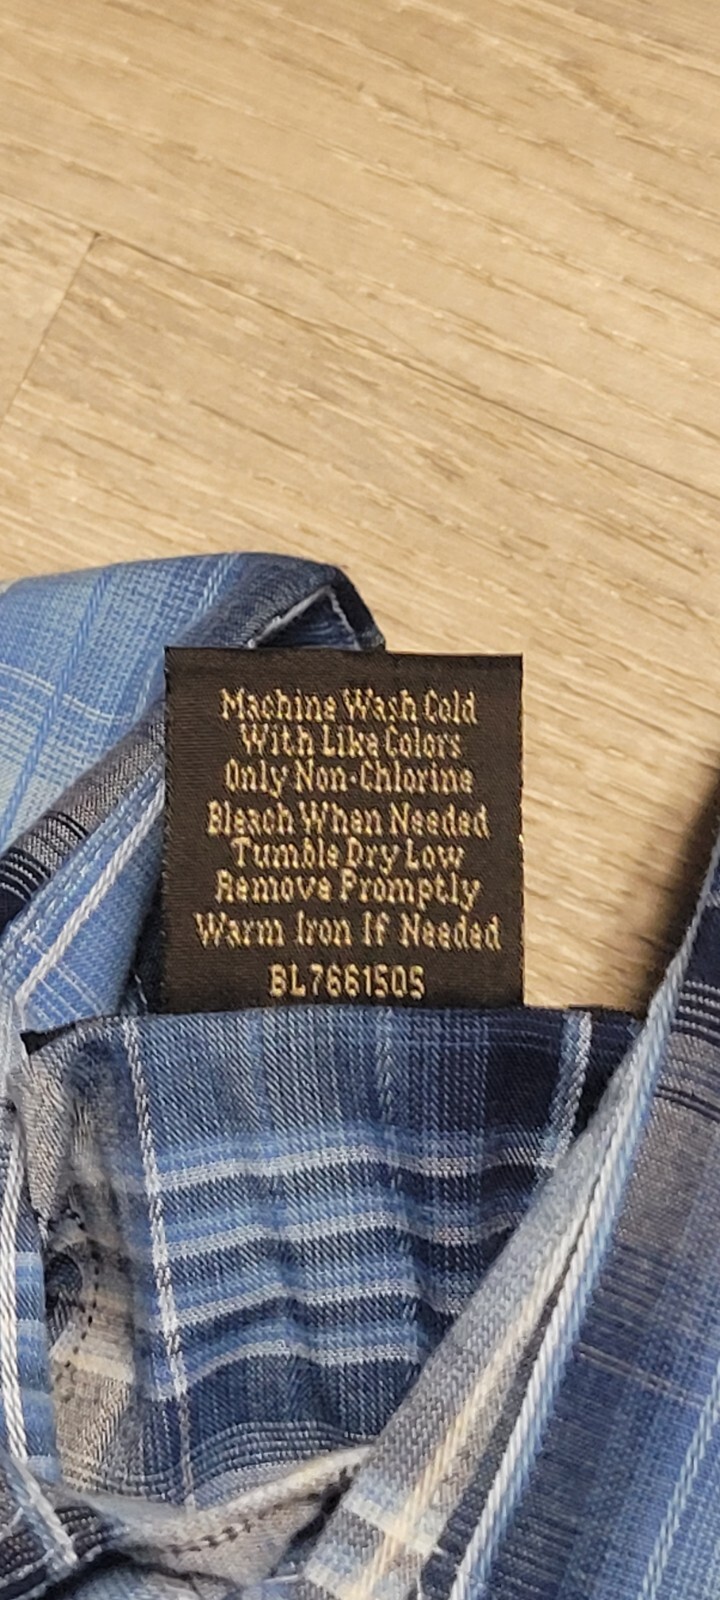 Machine Wash Cold
With Like Colors
Only Non-Chlorine
Bleach When Needed
Tumble Dry Low
Remove Promptly
Warm Iron If Needed
BL7661505